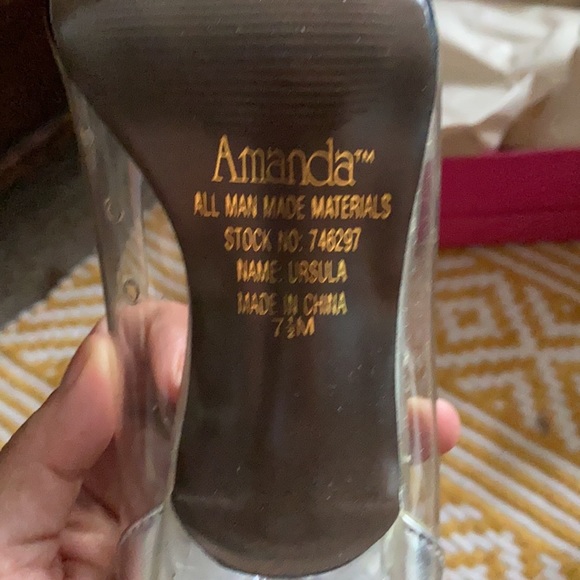 Amanda™
ALL MAN MADE MATERIALS
STOCK NO: 746297
NAME: URSULA
MADE IN CHINA
7½M